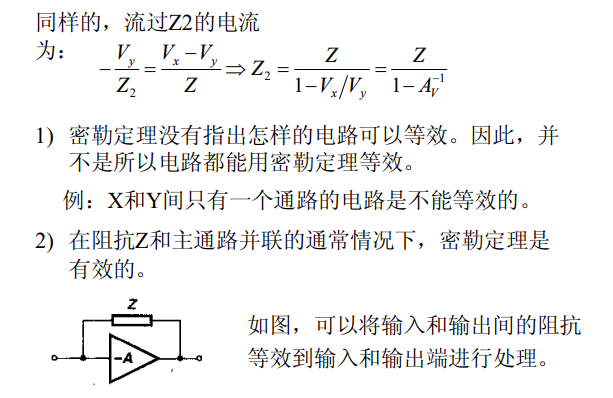 同样的，流过Z2的电流
为： -V_y/Z_2 = (V_x - V_y)/Z ⇒ Z_2 = Z/(1 - V_x/V_y) = Z/(1 - A_V^{-1})
1) 密勒定理没有指出怎样的电路可以等效。因此，并
不是所以电路都能用密勒定理等效。
例：X和Y间只有一个通路的电路是不能等效的。
2) 在阻抗Z和主通路并联的通常情况下，密勒定理是
有效的。
Z
-A
如图，可以将输入和输出间的阻抗
等效到输入和输出端进行处理。